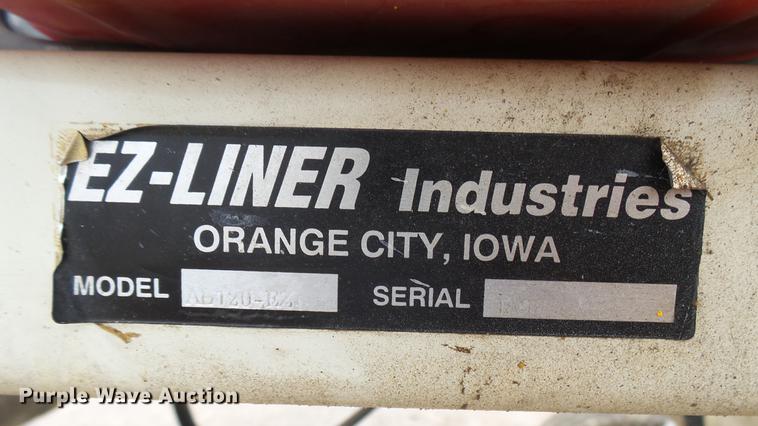 EZ-LINER Industries
ORANGE CITY, IOWA
MODEL SERIAL
Purple Wave Auction